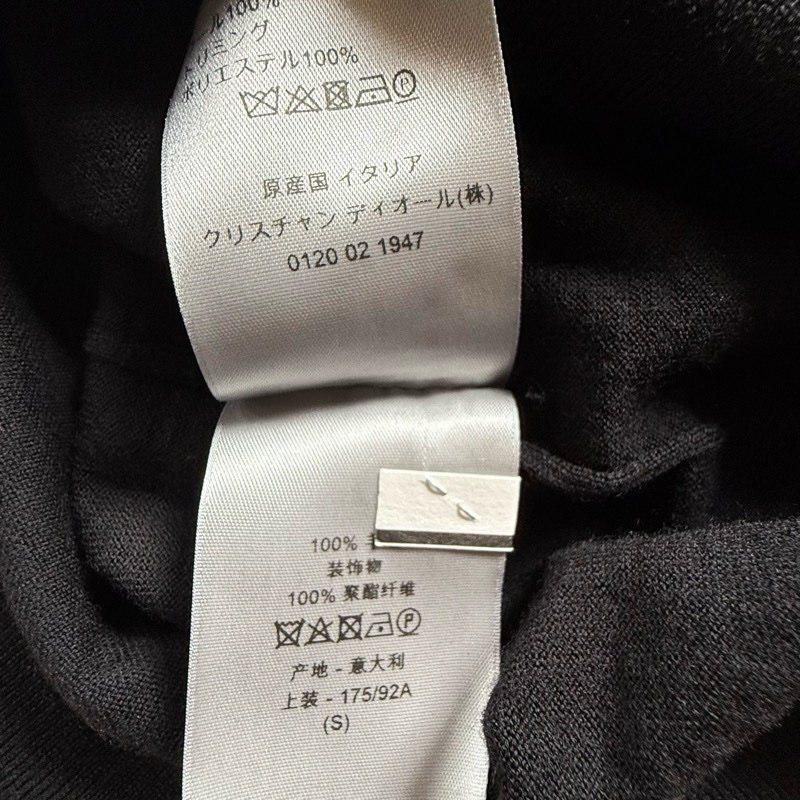 ール100%
トリミング
ポリエステル100%
原産国 イタリア
クリスチャン ディオール(株)
0120 02 1947
100%
装饰物
100% 聚酯纤维
产地 - 意大利
上装 - 175/92A
(S)